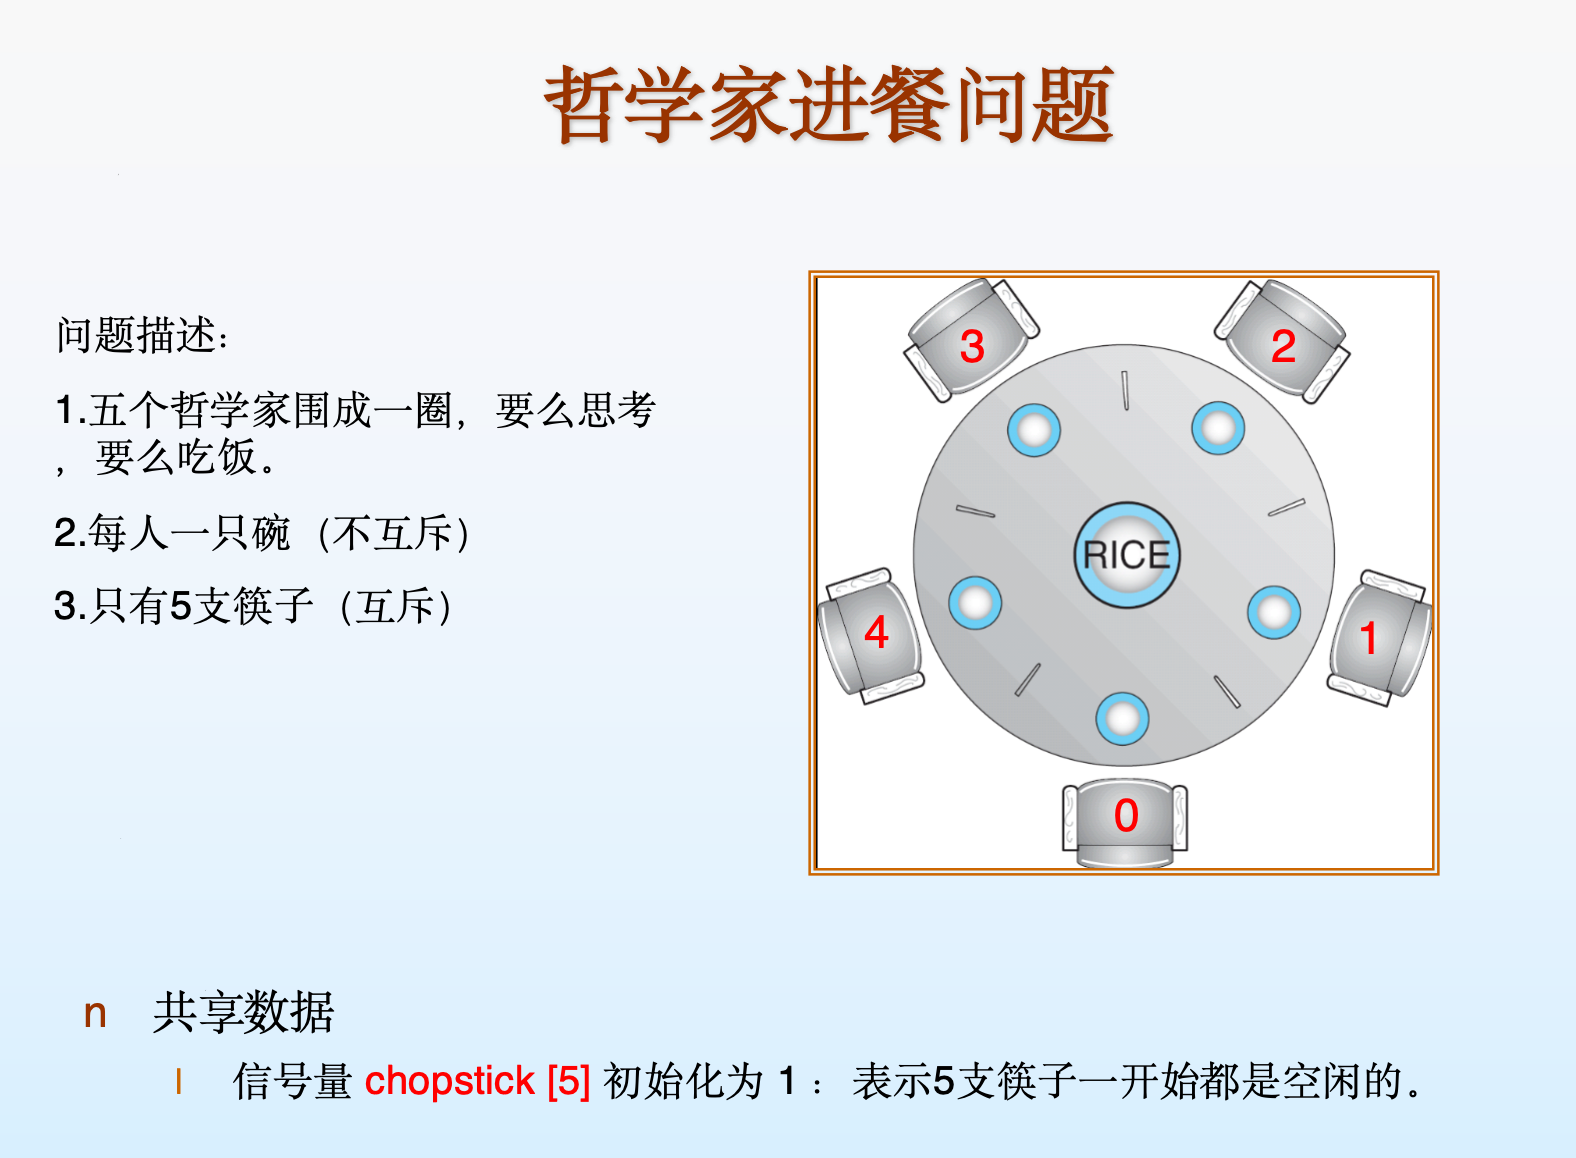 哲学家进餐问题
问题描述：
1.五个哲学家围成一圈，要么思考
，要么吃饭。
2.每人一只碗（不互斥）
3.只有5支筷子（互斥）
3
2
RICE
4
1
0
n 共享数据
l 信号量 chopstick [5] 初始化为 1： 表示5支筷子一开始都是空闲的。